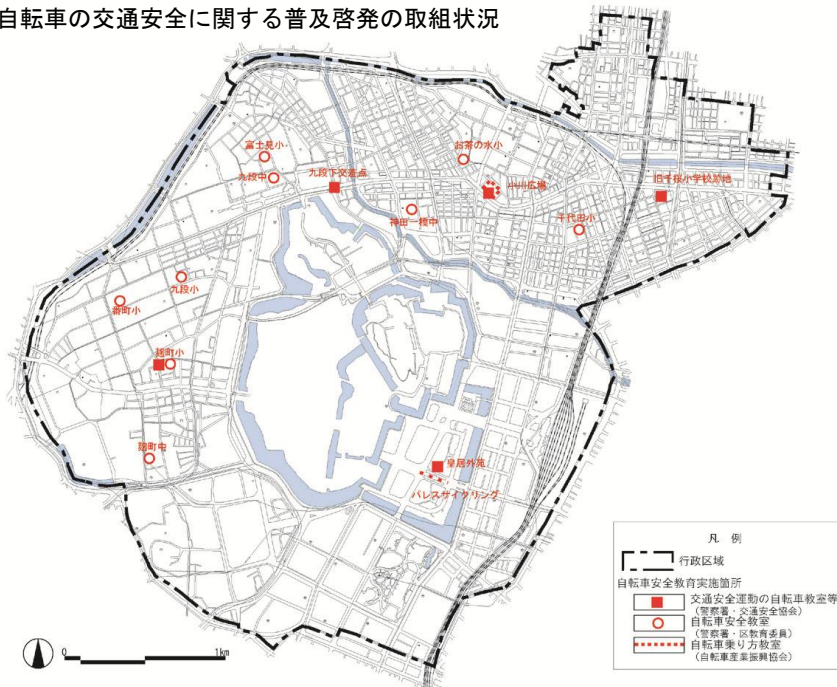 自転車の交通安全に関する普及啓発の取組状況
富士見小
お茶の水小
九段中
九段下交差点
小川広場
旧千桜小学校跡地
神田一橋中
千代田小
九段小
番町小
麹町小
麹町中
皇居外苑
パレスサイクリング
凡 例
行政区域
自転車安全教育実施箇所
交通安全運動の自転車教室等
(警察署・交通安全協会)
自転車安全教室
(警察署・区教育委員)
自転車乗り方教室
(自転車産業振興協会)
0 1km